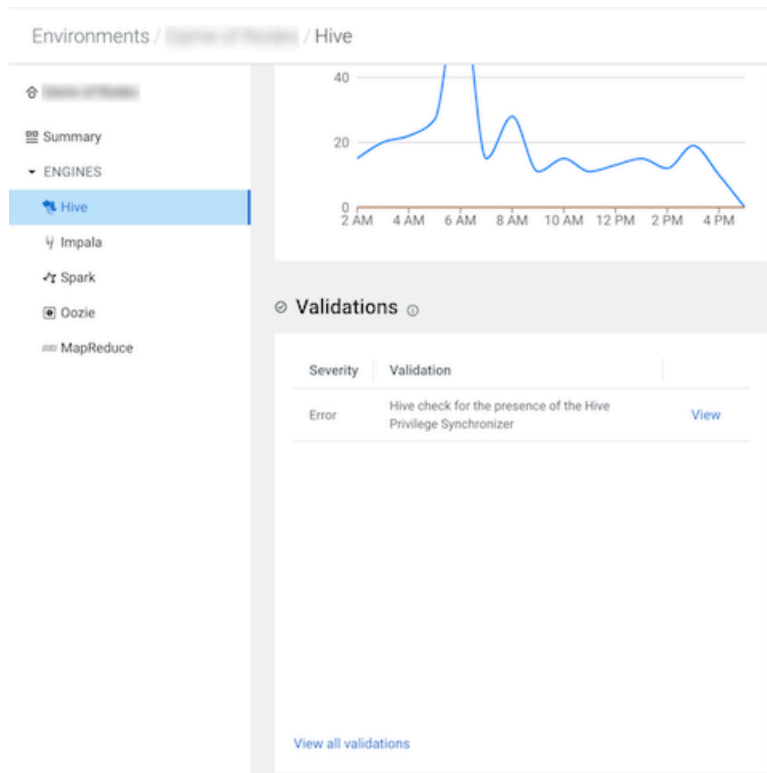 Environments / / Hive
Summary
ENGINES
Hive
Impala
Spark
Oozie
MapReduce
40
20
0
2 AM 4 AM 6 AM 8 AM 10 AM 12 PM 2 PM 4 PM
Validations
Severity Validation
Error Hive check for the presence of the Hive
Privilege Synchronizer View
View all validations